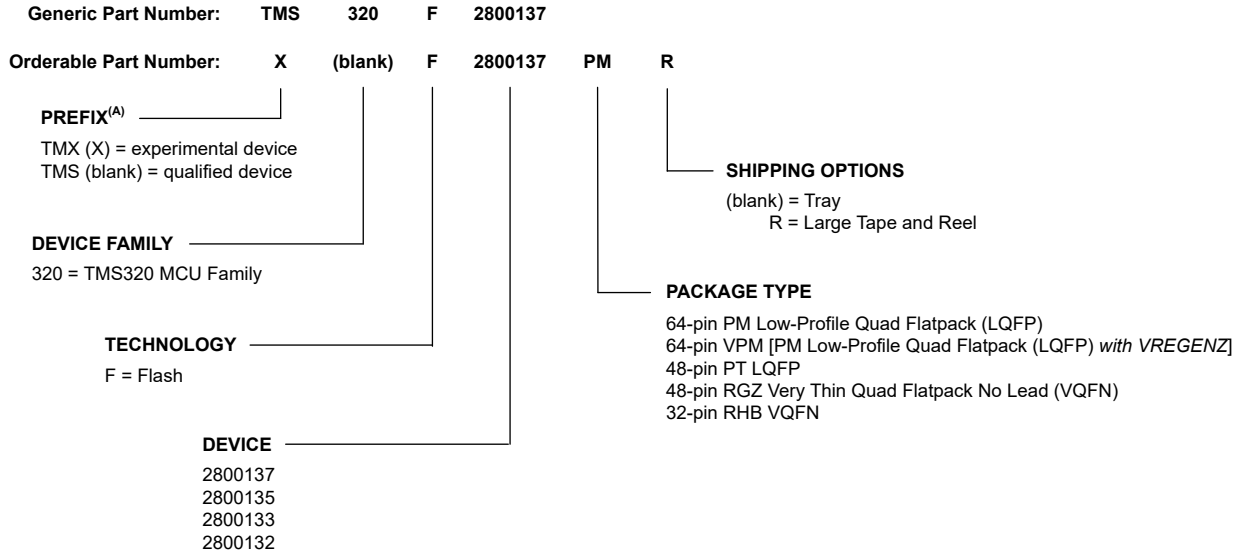 Generic Part Number: TMS 320 F 2800137
Orderable Part Number: X (blank) F 2800137 PM R
PREFIX(A)
TMX (X) = experimental device
TMS (blank) = qualified device
DEVICE FAMILY
320 = TMS320 MCU Family
TECHNOLOGY
F = Flash
DEVICE
2800137
2800135
2800133
2800132
SHIPPING OPTIONS
(blank) = Tray
R = Large Tape and Reel
PACKAGE TYPE
64-pin PM Low-Profile Quad Flatpack (LQFP)
64-pin VPM [PM Low-Profile Quad Flatpack (LQFP) with VREGENZ]
48-pin PT LQFP
48-pin RGZ Very Thin Quad Flatpack No Lead (VQFN)
32-pin RHB VQFN